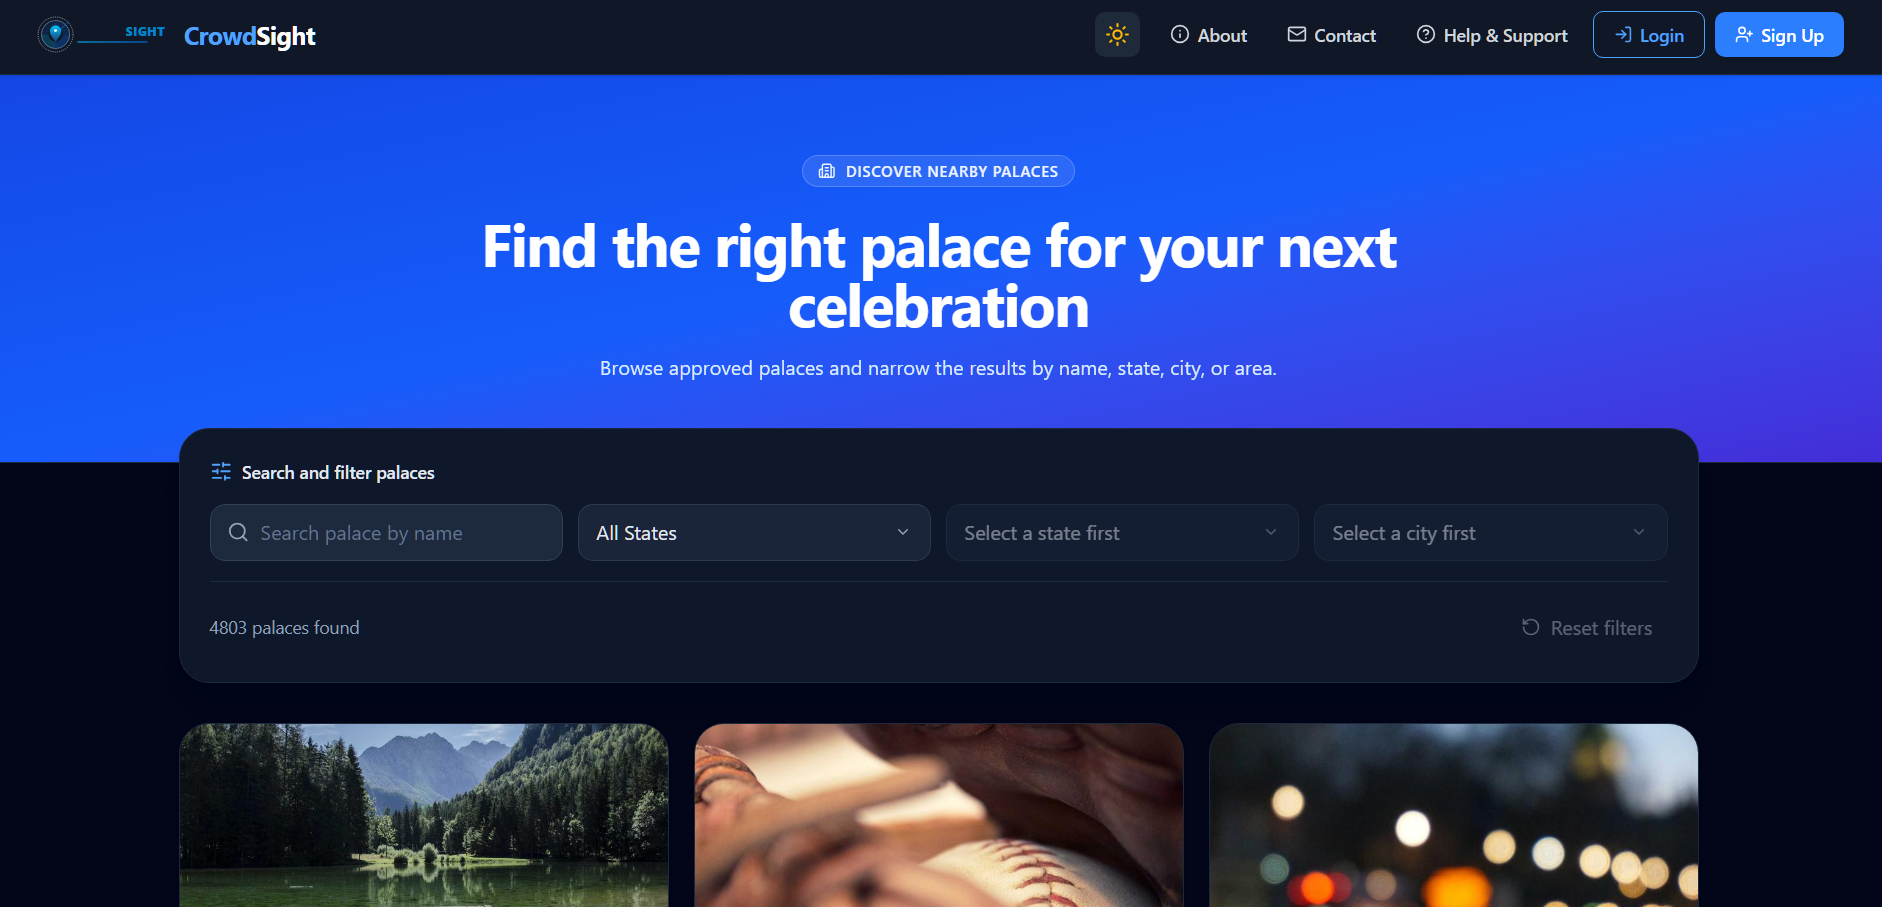 SIGHT
CrowdSight
About
Contact
Help & Support
Login
Sign Up
DISCOVER NEARBY PALACES
Find the right palace for your next
celebration
Browse approved palaces and narrow the results by name, state, city, or area.
Search and filter palaces
Search palace by name
All States
Select a state first
Select a city first
4803 palaces found
Reset filters